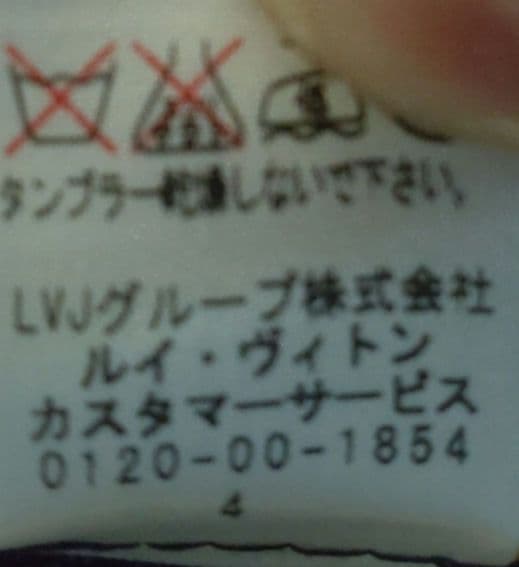 タンブラー乾燥しないで下さい。
LVJグループ株式会社
ルイ・ヴィトン
カスタマーサービス
0120-00-1854
4